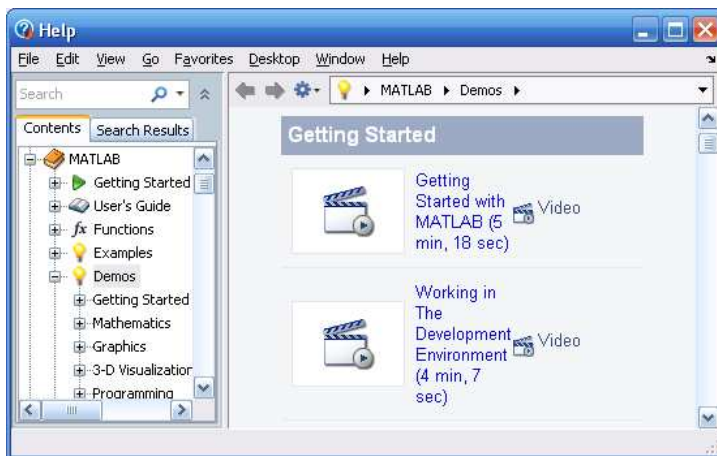 Help
File Edit View Go Favorites Desktop Window Help
Search
MATLAB Demos
Contents Search Results
MATLAB
Getting Started
User's Guide
fx Functions
Examples
Demos
Getting Started
Mathematics
Graphics
3-D Visualization
Programming
Getting Started
Getting
Started with
MATLAB (5
min, 18 sec)
Video
Working in
The
Development
Environment
(4 min, 7
sec)
Video